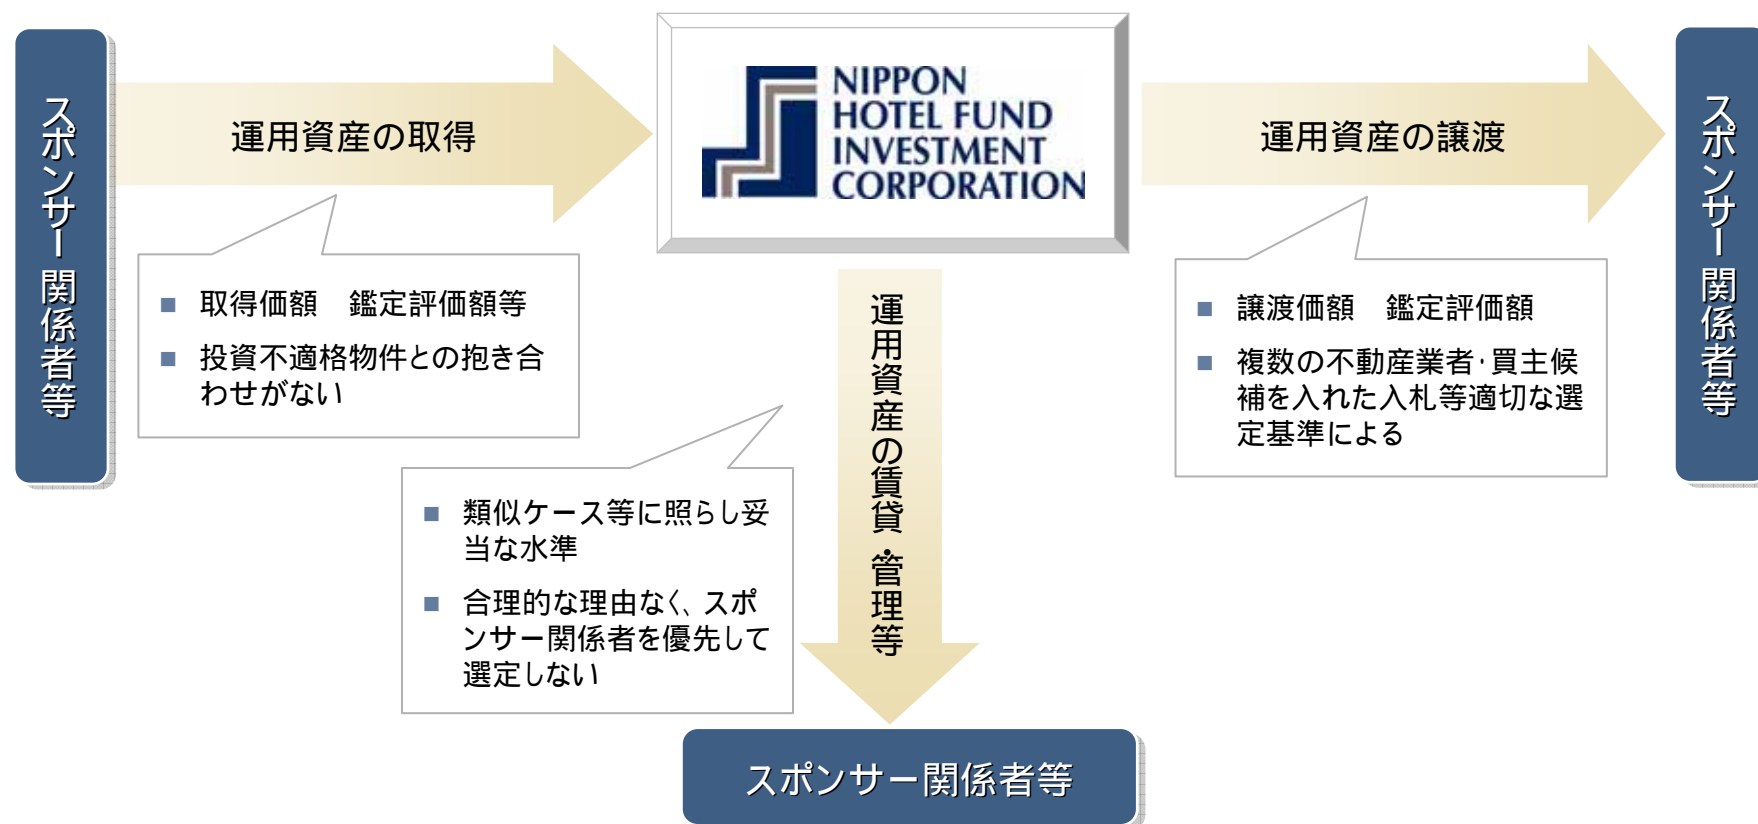 スポンサー関係者等
運用資産の取得
NIPPON
HOTEL FUND
INVESTMENT
CORPORATION
運用資産の譲渡
スポンサー関係者等
■ 取得価額　鑑定評価額等
■ 投資不適格物件との抱き合
わせがない
運用資産の賃貸・管理等
■ 譲渡価額　鑑定評価額
■ 複数の不動産業者・買主候
補を入れた入札等適切な選
定基準による
■ 類似ケース等に照らし妥
当な水準
■ 合理的な理由なく、スポ
ンサー関係者を優先して
選定しない
スポンサー関係者等